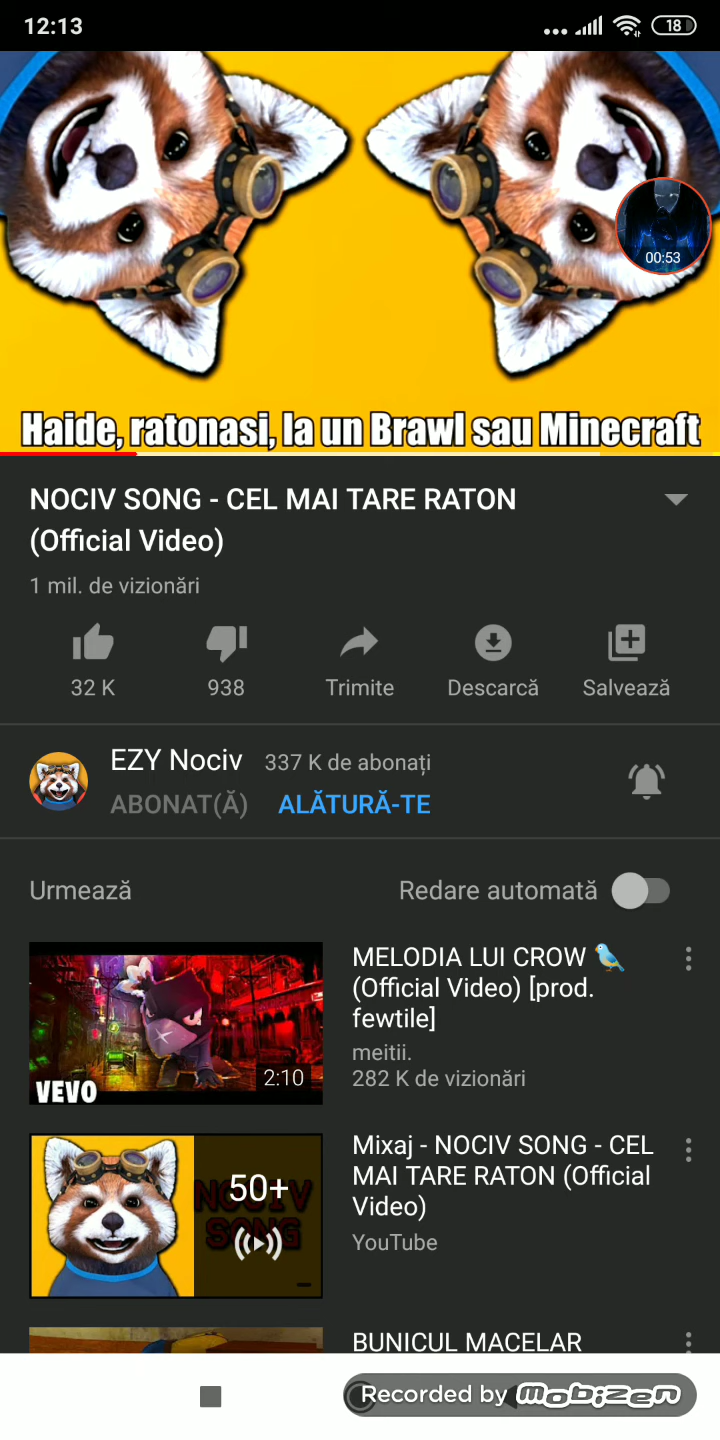 12:13
18
00:53
Haide, ratonasi, la un Brawl sau Minecraft
NOCIV SONG - CEL MAI TARE RATON
(Official Video)
1 mil. de vizionări
32 K
938
Trimite
Descarcă
Salvează
EZY Nociv
337 K de abonați
ABONAT(Ă)
ALĂTURĂ-TE
Urmează
Redare automată
MELODIA LUI CROW
(Official Video) [prod.
fewtile]
meitii.
282 K de vizionări
VEVO
2:10
Mixaj - NOCIV SONG - CEL
MAI TARE RATON (Official
Video)
YouTube
50+
NOCIV
SONG
BUNICUL MACELAR
Recorded by mobizen